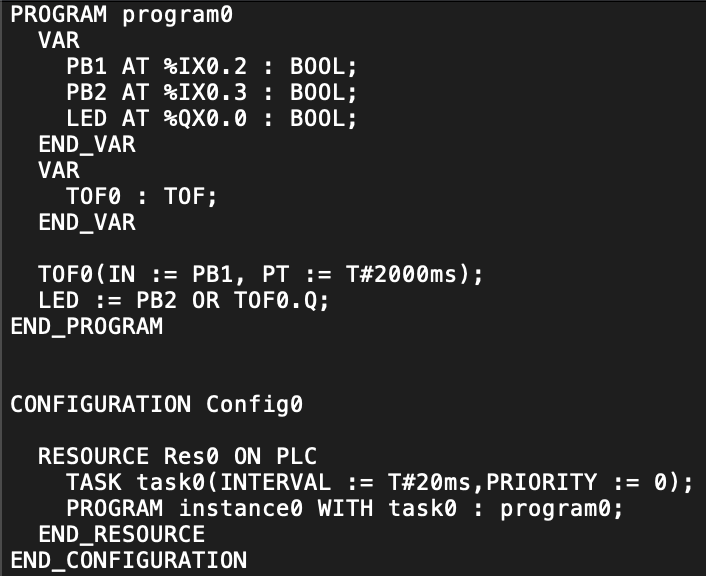 PROGRAM program0
  VAR
    PB1 AT %IX0.2 : BOOL;
    PB2 AT %IX0.3 : BOOL;
    LED AT %QX0.0 : BOOL;
  END_VAR
  VAR
    TOF0 : TOF;
  END_VAR

  TOF0(IN := PB1, PT := T#2000ms);
  LED := PB2 OR TOF0.Q;
END_PROGRAM


CONFIGURATION Config0

  RESOURCE Res0 ON PLC
    TASK task0(INTERVAL := T#20ms,PRIORITY := 0);
    PROGRAM instance0 WITH task0 : program0;
  END_RESOURCE
END_CONFIGURATION